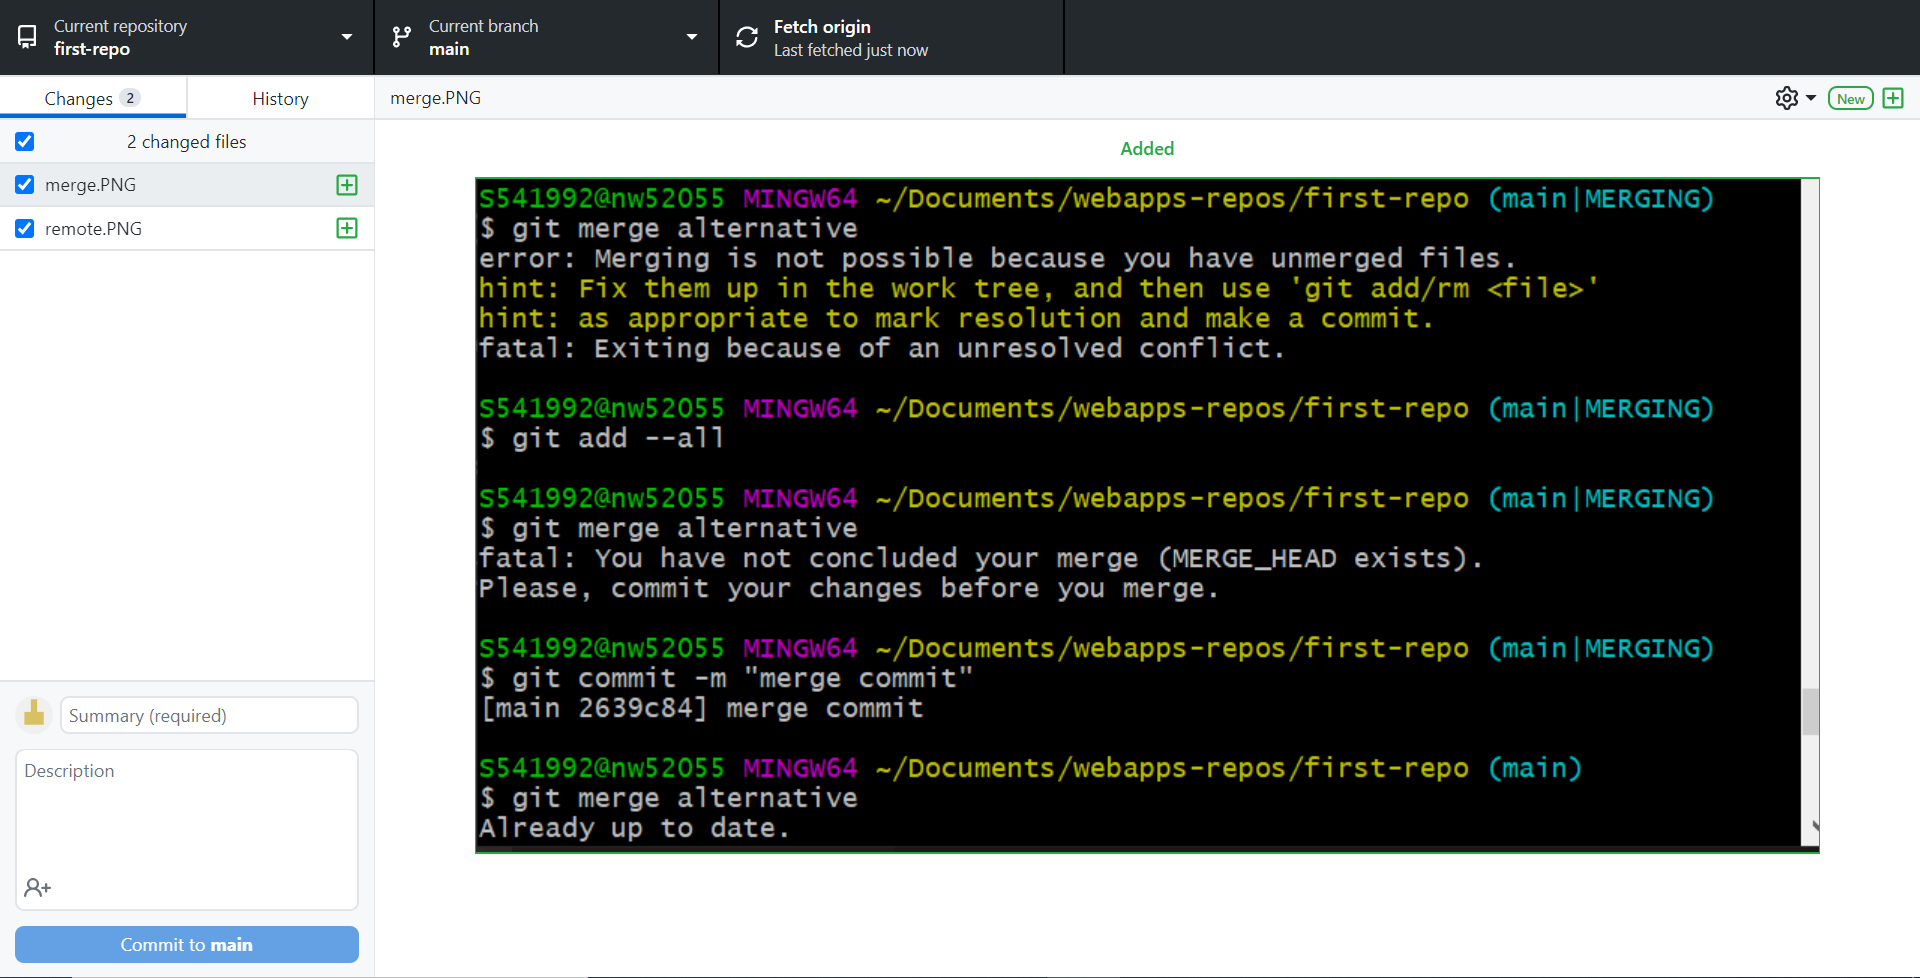 Current repository
first-repo
Current branch
main
Fetch origin
Last fetched just now
Changes 2
History
merge.PNG
New
2 changed files
merge.PNG
remote.PNG
Added
S541992@nw52055 MINGW64 ~/Documents/webapps-repos/first-repo (main|MERGING)
$ git merge alternative
error: Merging is not possible because you have unmerged files.
hint: Fix them up in the work tree, and then use 'git add/rm <file>'
hint: as appropriate to mark resolution and make a commit.
fatal: Exiting because of an unresolved conflict.
S541992@nw52055 MINGW64 ~/Documents/webapps-repos/first-repo (main|MERGING)
$ git add --all
S541992@nw52055 MINGW64 ~/Documents/webapps-repos/first-repo (main|MERGING)
$ git merge alternative
fatal: You have not concluded your merge (MERGE_HEAD exists).
Please, commit your changes before you merge.
S541992@nw52055 MINGW64 ~/Documents/webapps-repos/first-repo (main|MERGING)
$ git commit -m "merge commit"
[main 2639c84] merge commit
S541992@nw52055 MINGW64 ~/Documents/webapps-repos/first-repo (main)
$ git merge alternative
Already up to date.
Summary (required)
Description
Commit to main